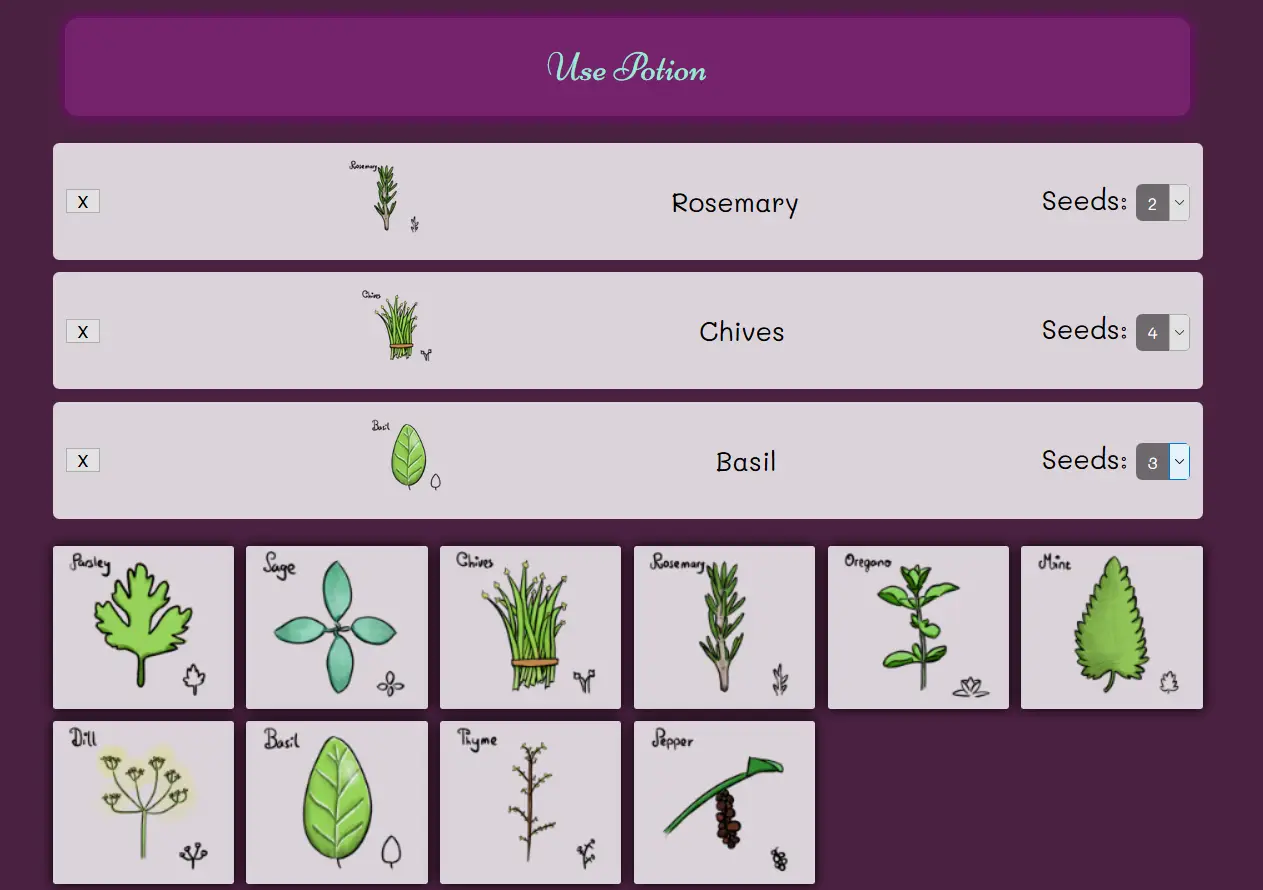 Use Potion
X Rosemary Rosemary Seeds: 2
X Chives Chives Seeds: 4
X Basil Basil Seeds: 3
Parsley Sage Chives Rosemary Oregano Mint
Dill Basil Thyme Pepper